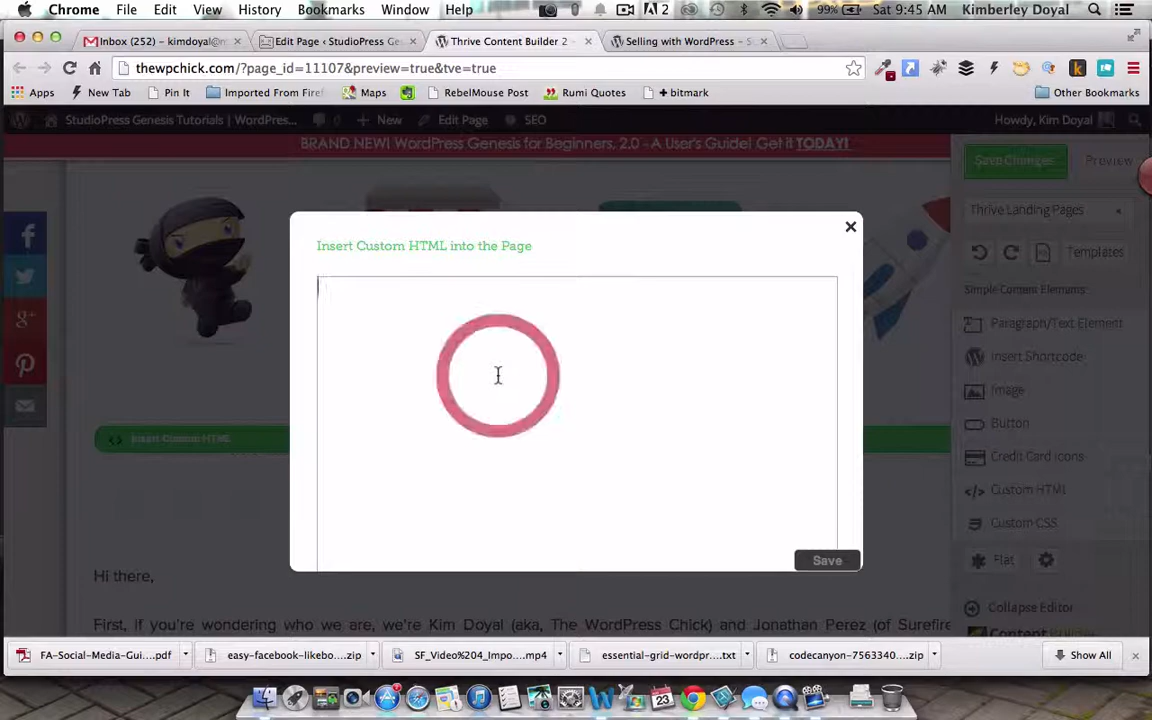 Chrome File Edit View History Bookmarks Window Help 2 99% Sat 9:45 AM Kimberley Doyal
Inbox (252) – kimdoyal@
Edit Page ‹ StudioPress Ge
Thrive Content Builder 2 –
Selling with WordPress – S
thewpchick.com/?page_id=11107&preview=true&tve=true
Apps New Tab Pin It Imported From Firef Maps RebelMouse Post Rumi Quotes + bitmark Other Bookmarks
StudioPress Genesis Tutorials | WordPres... New Edit Page SEO Howdy, Kim Doyal
BRAND NEW! WordPress Genesis for Beginners, 2.0 - A User's Guide! Get it TODAY!
Save Changes Preview
Thrive Landing Pages
Templates
Simple Content Elements
Paragraph/Text Element
Insert Shortcode
Image
Button
Credit Card Icons
Custom HTML
Custom CSS
Flat
Collapse Editor
Content
Insert Custom HTML into the Page
Save
Insert Custom HTML
Hi there,
First, if you're wondering who we are, we're Kim Doyal (aka, The WordPress Chick) and Jonathan Perez (of Surefire
FA-Social-Media-Gui....pdf easy-facebook-likebo....zip SF_Video%204_Impo....mp4 essential-grid-wordpr....txt codecanyon-7563340....zip Show All
23